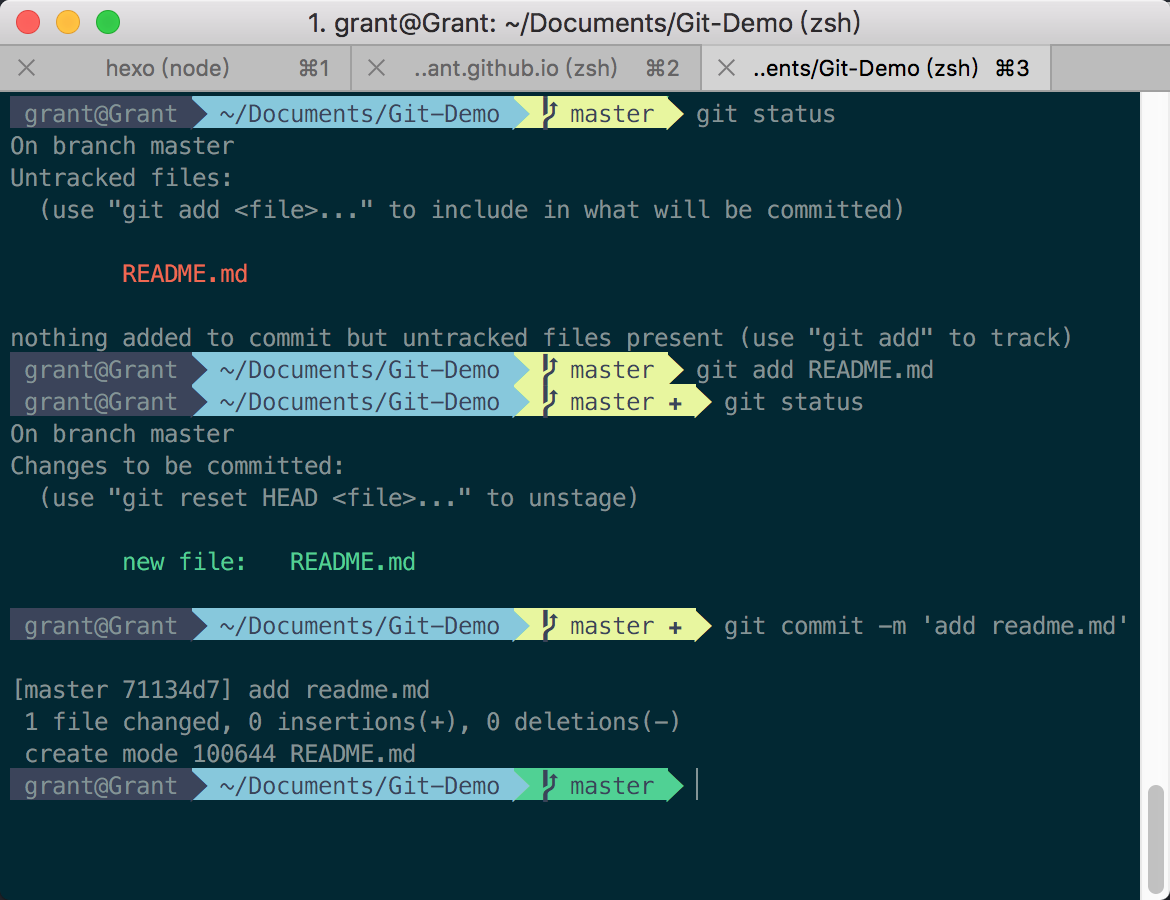 1. grant@Grant: ~/Documents/Git-Demo (zsh)
hexo (node) ⌘1 ..ant.github.io (zsh) ⌘2 ..ents/Git-Demo (zsh) ⌘3
grant@Grant ~/Documents/Git-Demo master git status
On branch master
Untracked files:
  (use "git add <file>..." to include in what will be committed)
README.md
nothing added to commit but untracked files present (use "git add" to track)
grant@Grant ~/Documents/Git-Demo master git add README.md
grant@Grant ~/Documents/Git-Demo master + git status
On branch master
Changes to be committed:
  (use "git reset HEAD <file>..." to unstage)
new file:   README.md
grant@Grant ~/Documents/Git-Demo master + git commit -m 'add readme.md'
[master 71134d7] add readme.md
 1 file changed, 0 insertions(+), 0 deletions(-)
 create mode 100644 README.md
grant@Grant ~/Documents/Git-Demo master